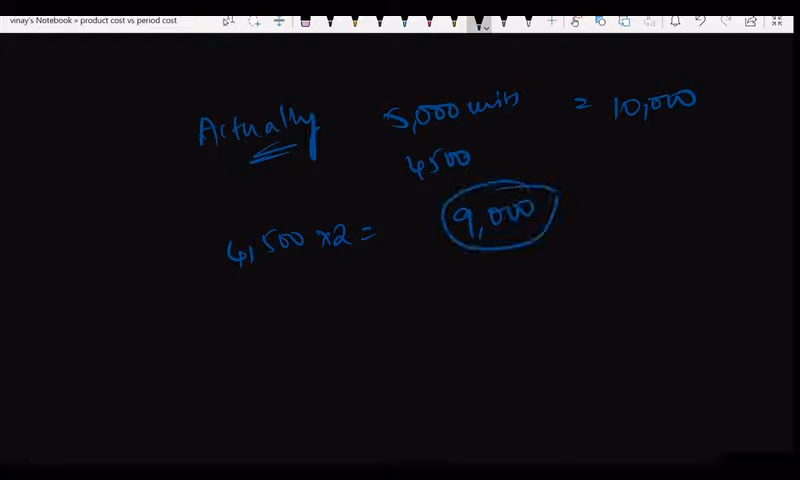 vinay's Notebook » product cost vs period cost
Actually 5,000 units = 10,000
4500
4,500 x2 = 9,000